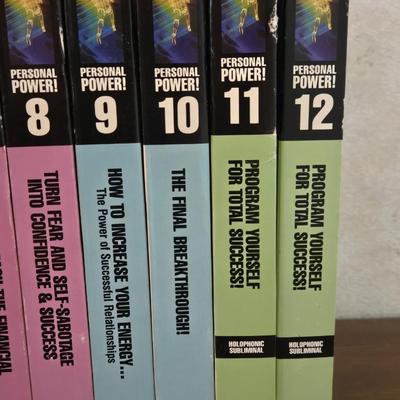 PERSONAL
POWER!
8
TURN FEAR AND SELF-SABOTAGE
INTO CONFIDENCE & SUCCESS
PERSONAL
POWER!
9
HOW TO INCREASE YOUR ENERGY...
The Power of Successful Relationships
PERSONAL
POWER!
10
THE FINAL BREAKTHROUGH!
PERSONAL
POWER!
11
PROGRAM YOURSELF
FOR TOTAL SUCCESS!
HOLOPHONIC
SUBLIMINAL
PERSONAL
POWER!
12
PROGRAM YOURSELF
FOR TOTAL SUCCESS!
HOLOPHONIC
SUBLIMINAL
THE FINANCIAL